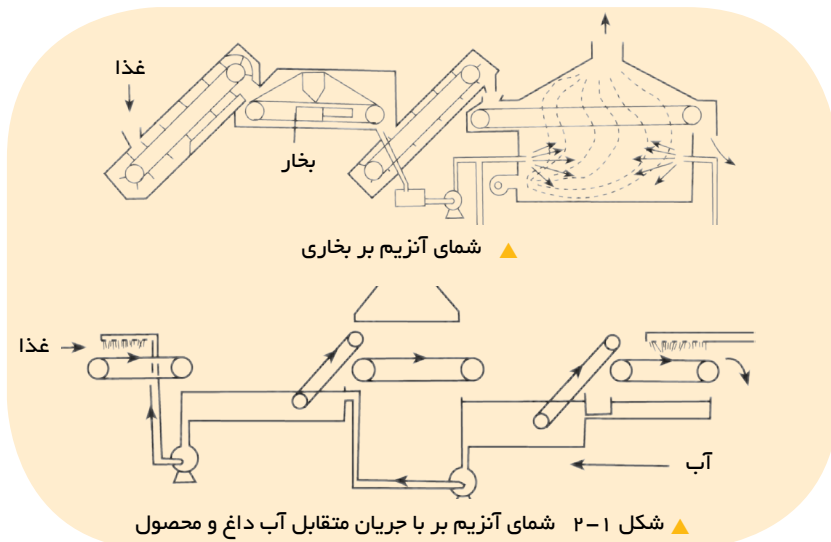 غذا
بخار
شمای آنزیم بر بخاری
غذا
آب
شکل ۱-۲ شمای آنزیم بر با جریان متقابل آب داغ و محصول